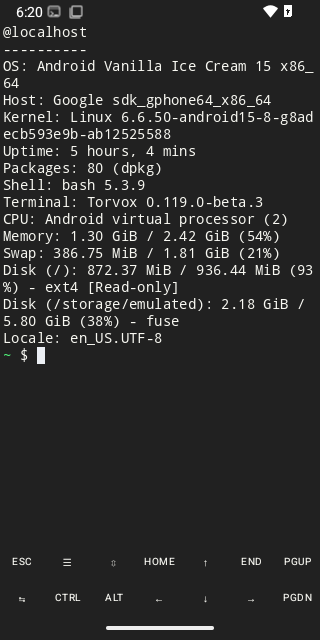 6:20
@localhost
----------
OS: Android Vanilla Ice Cream 15 x86_
64
Host: Google sdk_gphone64_x86_64
Kernel: Linux 6.6.50-android15-8-g8ad
ecb593e9b-ab12525588
Uptime: 5 hours, 4 mins
Packages: 80 (dpkg)
Shell: bash 5.3.9
Terminal: Torvox 0.119.0-beta.3
CPU: Android virtual processor (2)
Memory: 1.30 GiB / 2.42 GiB (54%)
Swap: 386.75 MiB / 1.81 GiB (21%)
Disk (/): 872.37 MiB / 936.44 MiB (93
%) - ext4 [Read-only]
Disk (/storage/emulated): 2.18 GiB /
5.80 GiB (38%) - fuse
Locale: en_US.UTF-8
~ $
ESC ☰ ⇳ HOME ↑ END PGUP
⇆ CTRL ALT ← ↓ → PGDN